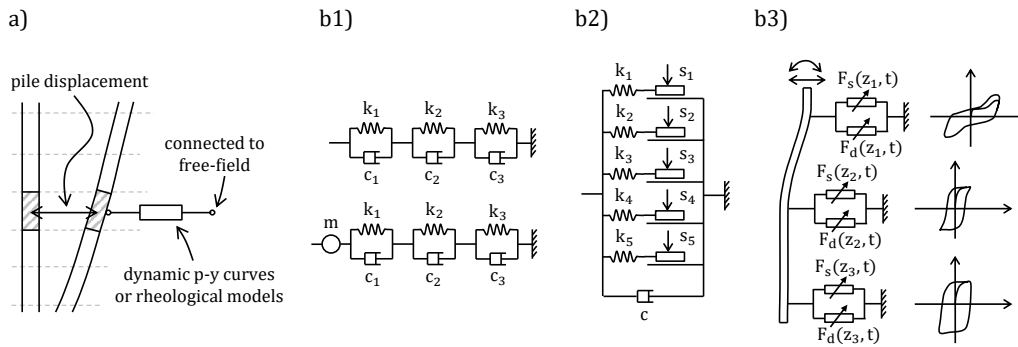 a)
pile displacement
connected to
free-field
dynamic p-y curves
or rheological models
b1)
k1 k2 k3
c1 c2 c3
m
k1 k2 k3
c1 c2 c3
b2)
k1 s1
k2 s2
k3 s3
k4 s4
k5 s5
c
b3)
Fs(z1, t)
Fd(z1, t)
Fs(z2, t)
Fd(z2, t)
Fs(z3, t)
Fd(z3, t)